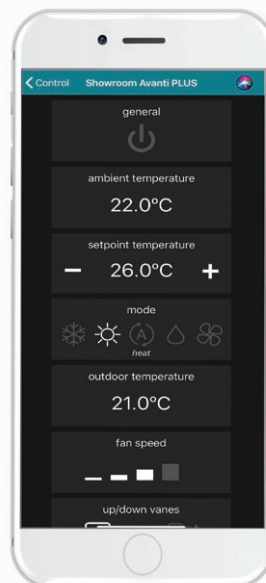 Control Showroom Avanti PLUS
general
ambient temperature
22.0°C
setpoint temperature
– 26.0°C +
mode
A
heat
outdoor temperature
21.0°C
fan speed
up/down vanes